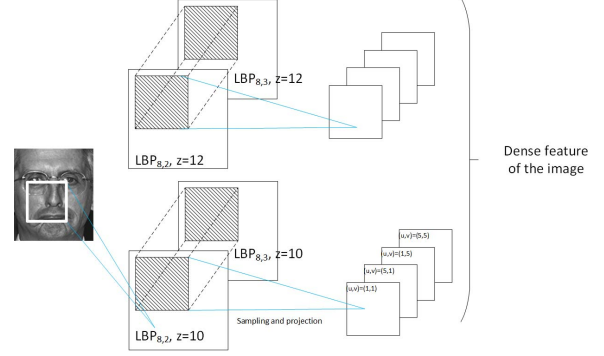 LBP8,3, z=12
LBP8,2, z=12
Dense feature
of the image
LBP8,3, z=10
LBP8,2, z=10
(u,v)=(5,5)
(u,v)=(1,5)
(u,v)=(5,1)
(u,v)=(1,1)
Sampling and projection